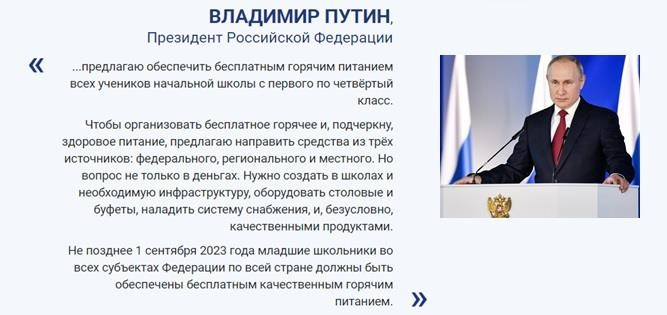 ВЛАДИМИР ПУТИН,
Президент Российской Федерации
«
...предлагаю обеспечить бесплатным горячим питанием
всех учеников начальной школы с первого по четвёртый
класс.
Чтобы организовать бесплатное горячее и, подчеркну,
здоровое питание, предлагаю направить средства из трёх
источников: федерального, регионального и местного. Но
вопрос не только в деньгах. Нужно создать в школах и
необходимую инфраструктуру, оборудовать столовые и
буфеты, наладить систему снабжения, и, безусловно,
качественными продуктами.
Не позднее 1 сентября 2023 года младшие школьники во
всех субъектах Федерации по всей стране должны быть
обеспечены бесплатным качественным горячим
питанием.
»